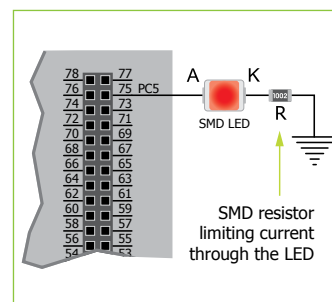 78 77
76 75 PC5
74 73
72 71
70 69
68 67
66 65
64 63
62 61
60 59
58 57
56 55
54 53
A K
SMD LED
1002
R
SMD resistor
limiting current
through the LED